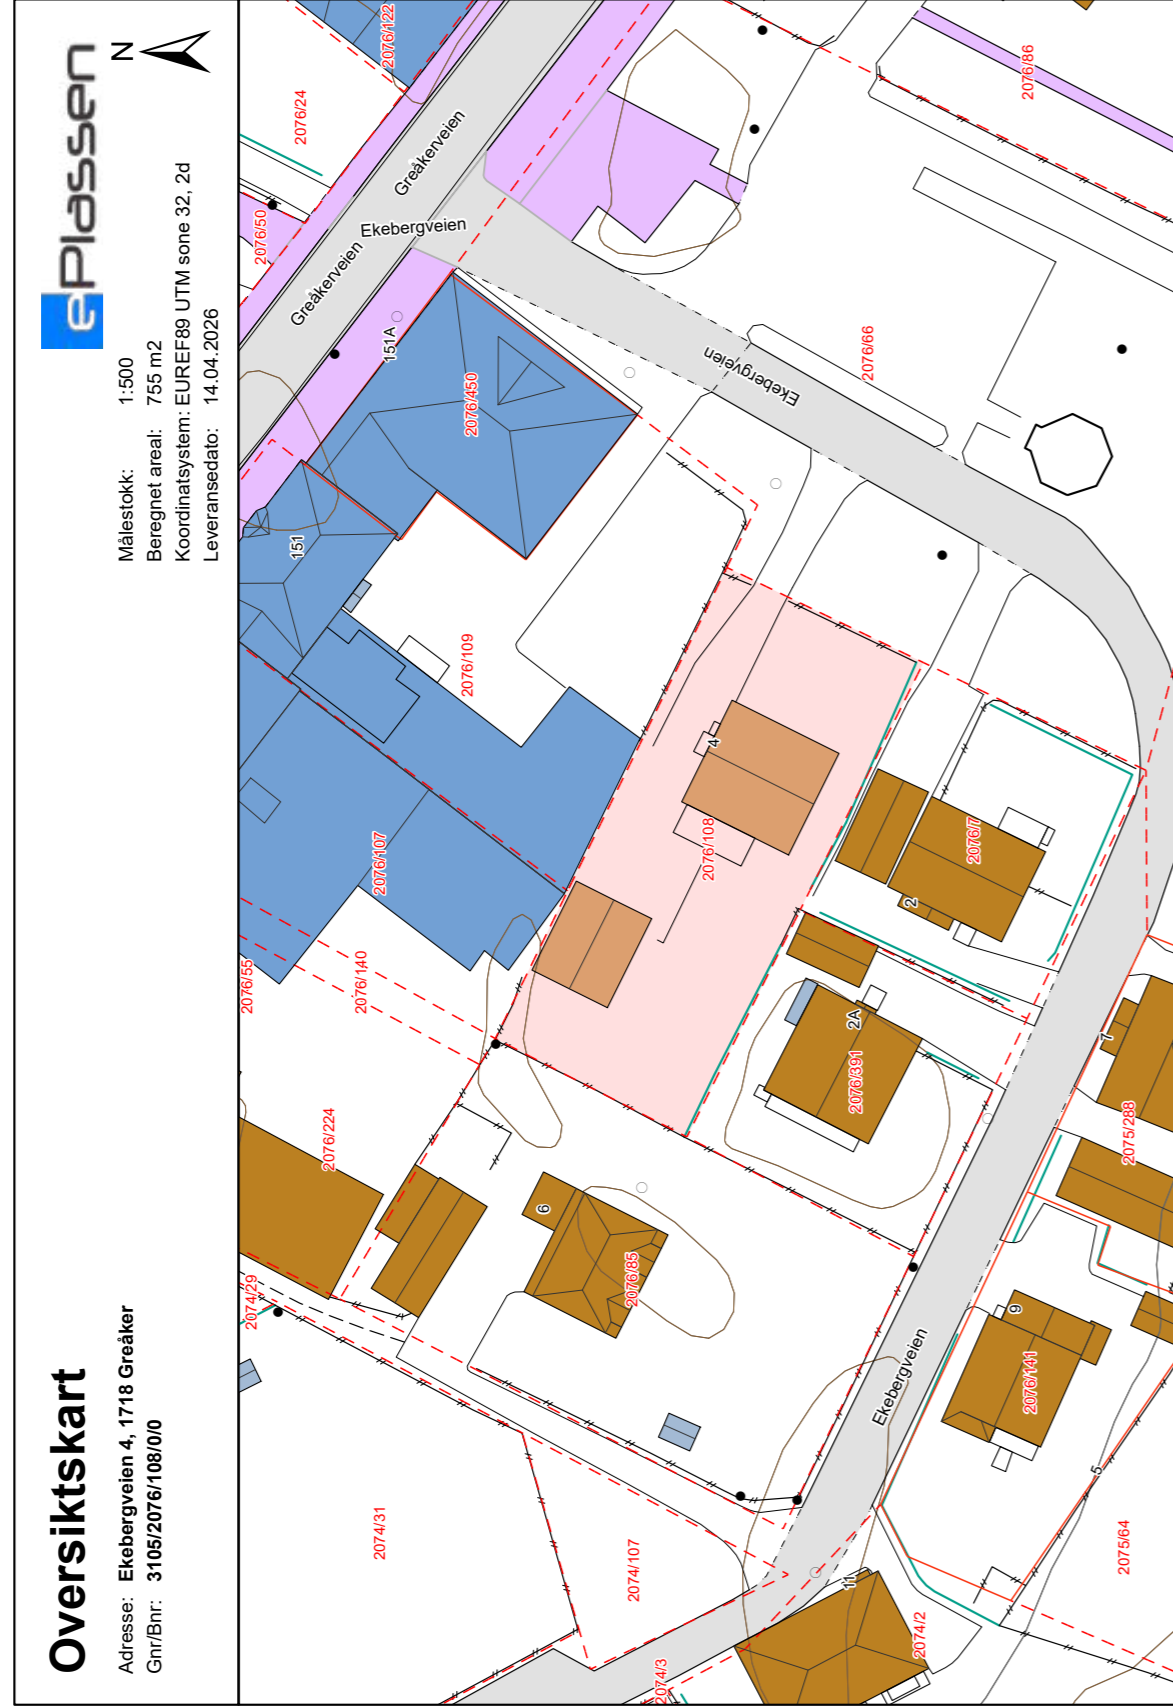 Oversiktskart
Adresse: Ekebergveien 4, 1718 Greåker
Gnr/Bnr: 3105/2076/108/0/0
Målestokk: 1:500
Beregnet areal: 755 m2
Koordinatsystem: EUREF89 UTM sone 32, 2d
Leveransedato: 14.04.2026
ePlassen
N
2076/122
2076/24
2076/50
2076/86
Greåkerveien
Greåkerveien
Ekebergveien
151A
2076/450
2076/66
Ekebergveien
151
2076/109
4
2076/108
2076/107
2076/7
2
2076/55
2076/140
2A
2076/391
7
2075/288
2076/224
6
2076/85
2074/29
9
2076/141
Ekebergveien
5
2074/31
2074/107
2075/64
11
2074/2
2074/3